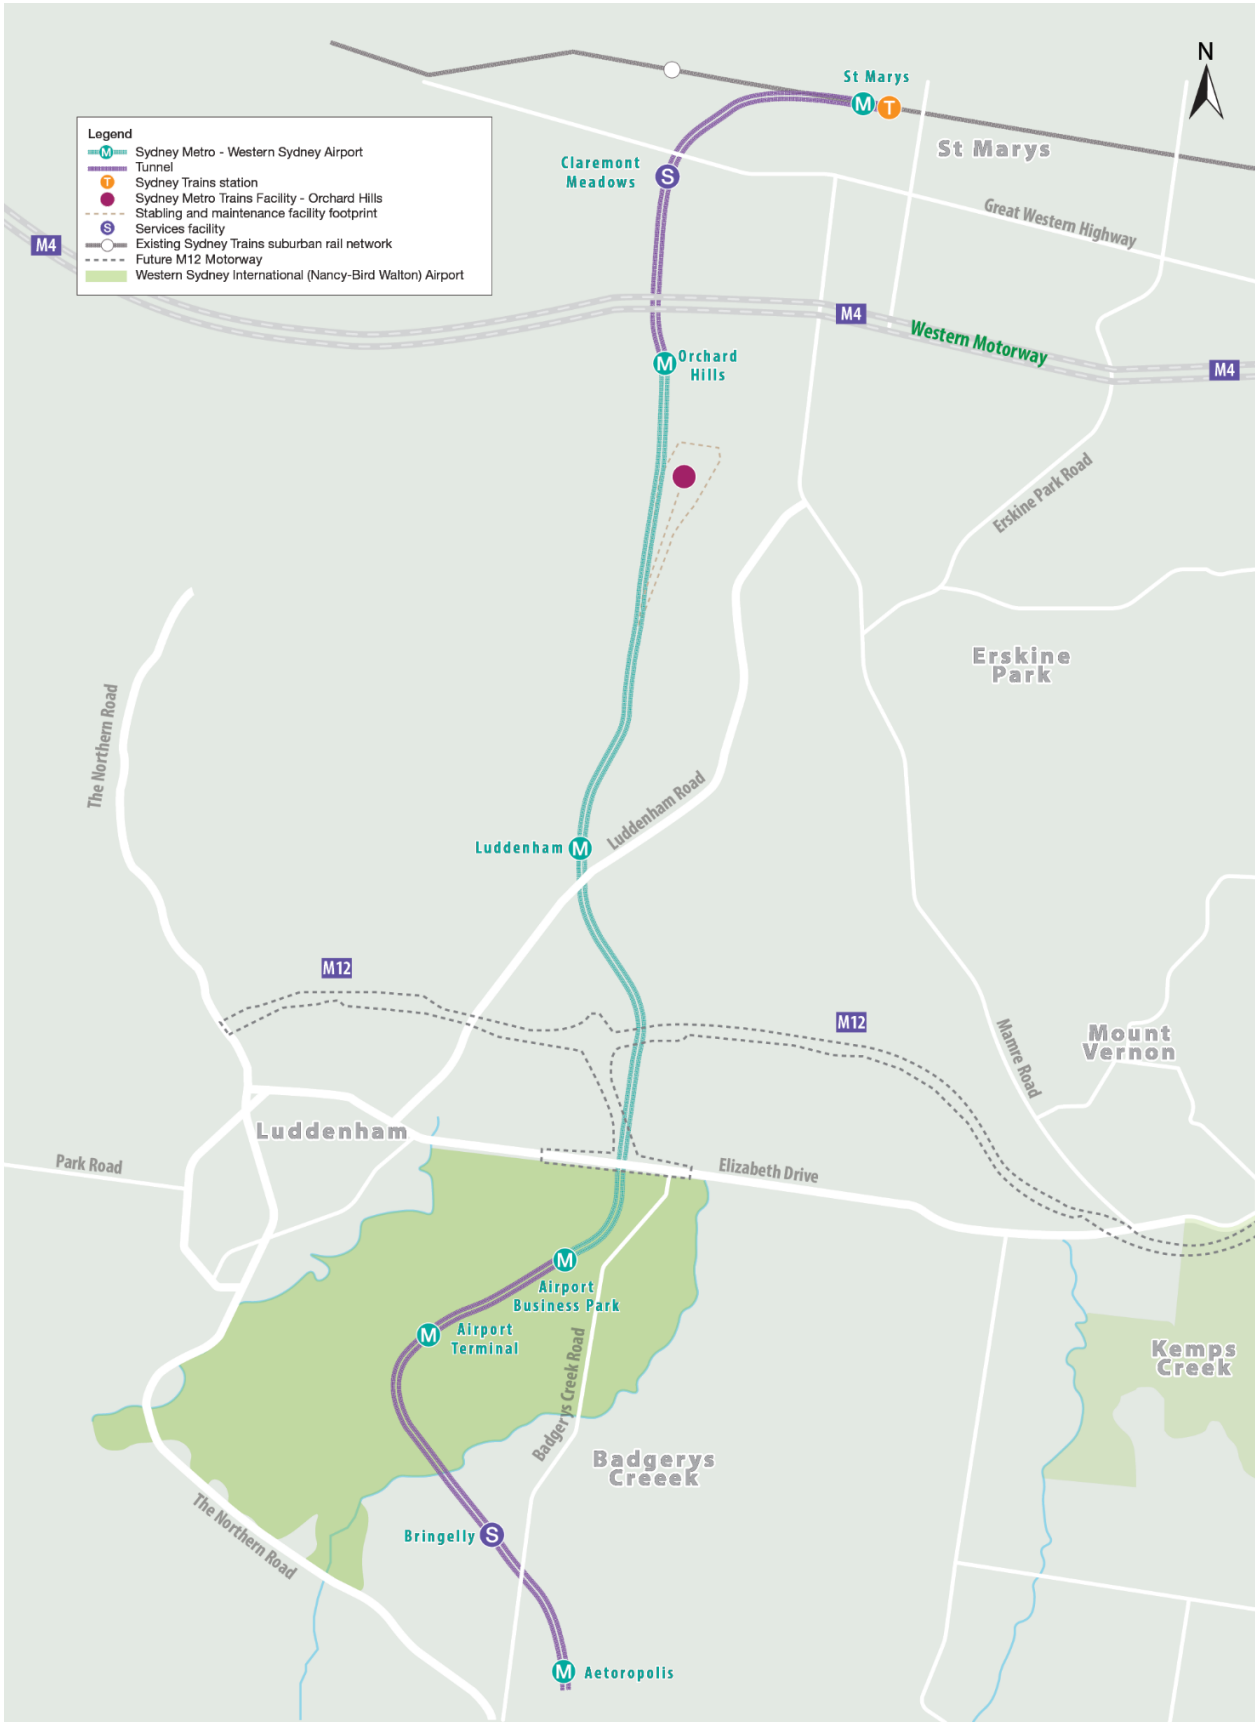 N
St Marys
M
T
St Marys
Legend
M
Sydney Metro - Western Sydney Airport
Tunnel
T
Sydney Trains station
Sydney Metro Trains Facility - Orchard Hills
Stabling and maintenance facility footprint
S
Services facility
Existing Sydney Trains suburban rail network
Future M12 Motorway
Western Sydney International (Nancy-Bird Walton) Airport
Claremont
Meadows
S
Great Western Highway
M4
M4
Western Motorway
M4
M
Orchard
Hills
Erskine Park Road
Erskine
Park
The Northern Road
Luddenham Road
Luddenham
M
M12
M12
Mamre Road
Mount
Vernon
Luddenham
Park Road
Elizabeth Drive
M
Airport
Business Park
M
Airport
Terminal
Badgerys Creek Road
Kemps
Creek
Badgerys
Creeek
The Northern Road
Bringelly
S
M
Aetoropolis